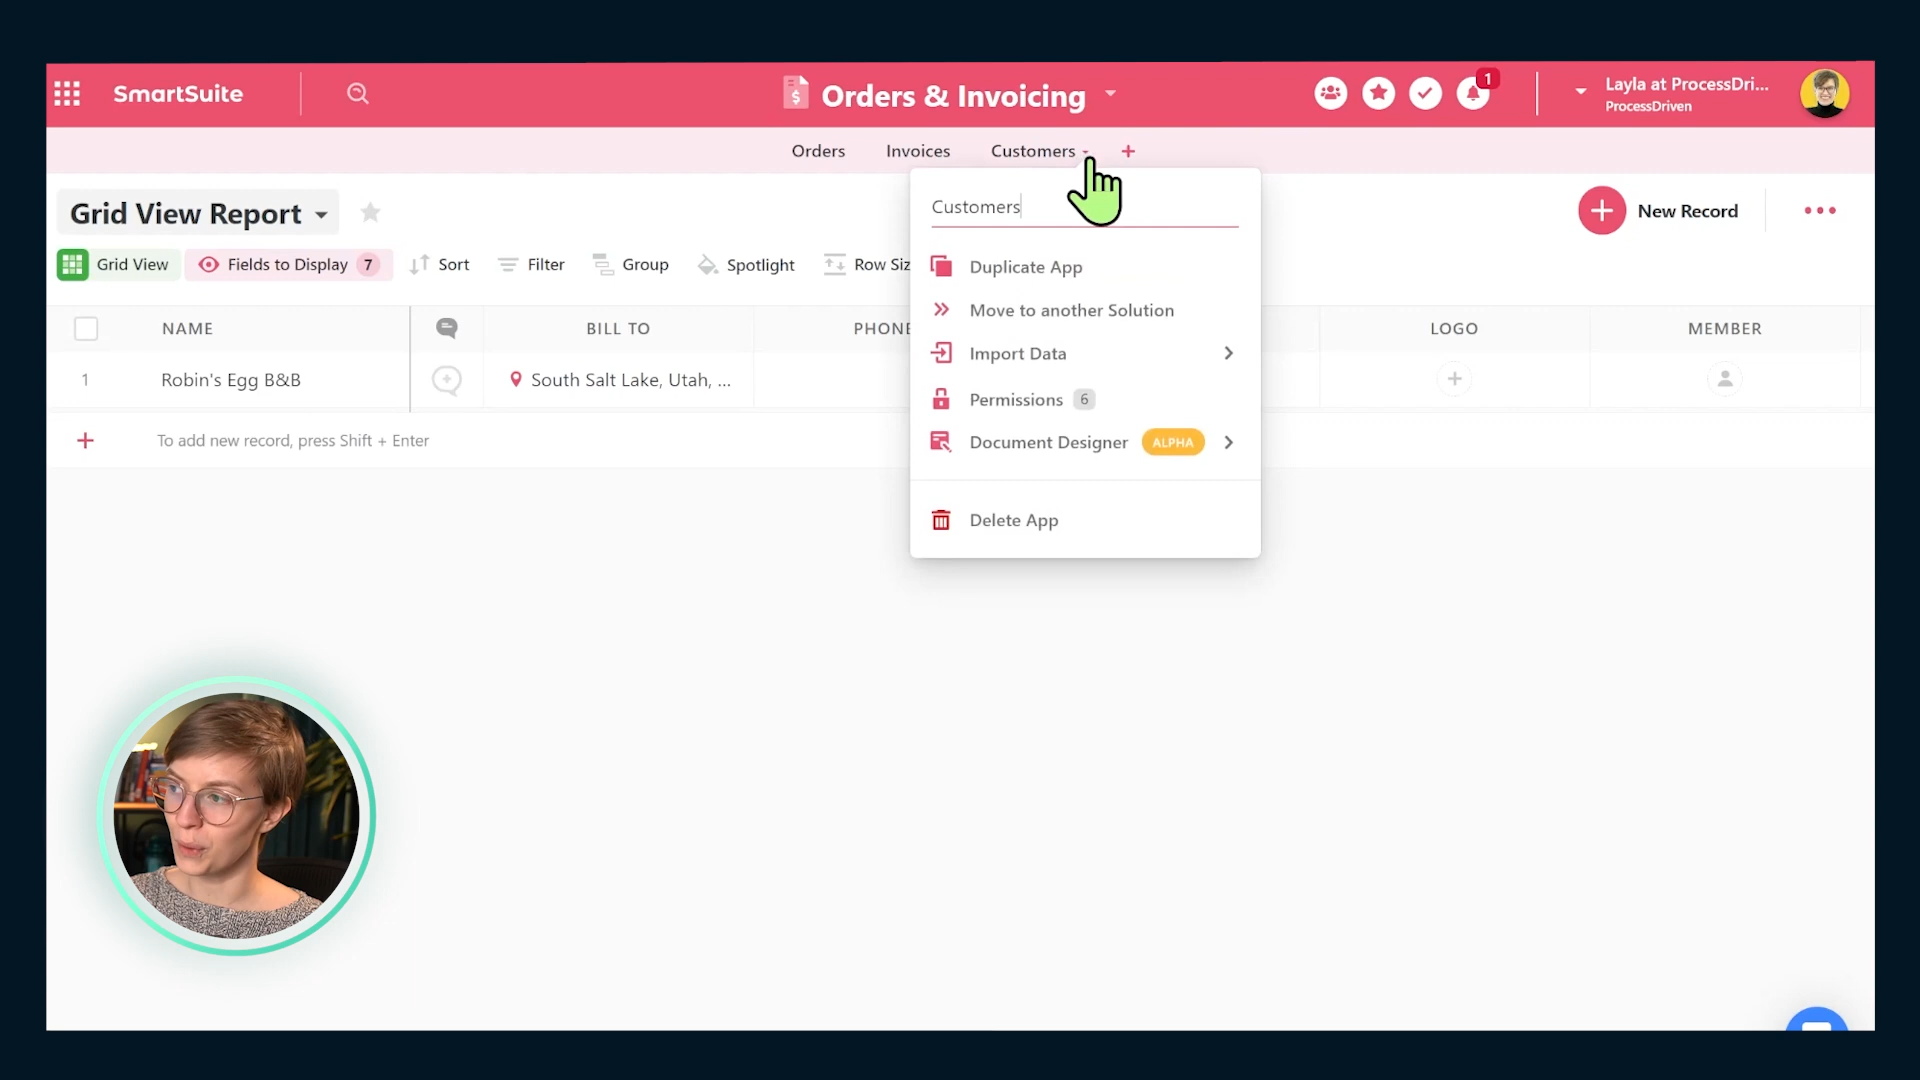 SmartSuite
Orders & Invoicing
1
Layla at ProcessDri...
ProcessDriven
Orders
Invoices
Customers
Grid View Report
Customers
New Record
Grid View
Fields to Display 7
Sort
Filter
Group
Spotlight
Row Siz
Duplicate App
Move to another Solution
Import Data
Permissions 6
Document Designer ALPHA
Delete App
NAME
BILL TO
PHONE
LOGO
MEMBER
1
Robin's Egg B&B
South Salt Lake, Utah, ...
To add new record, press Shift + Enter